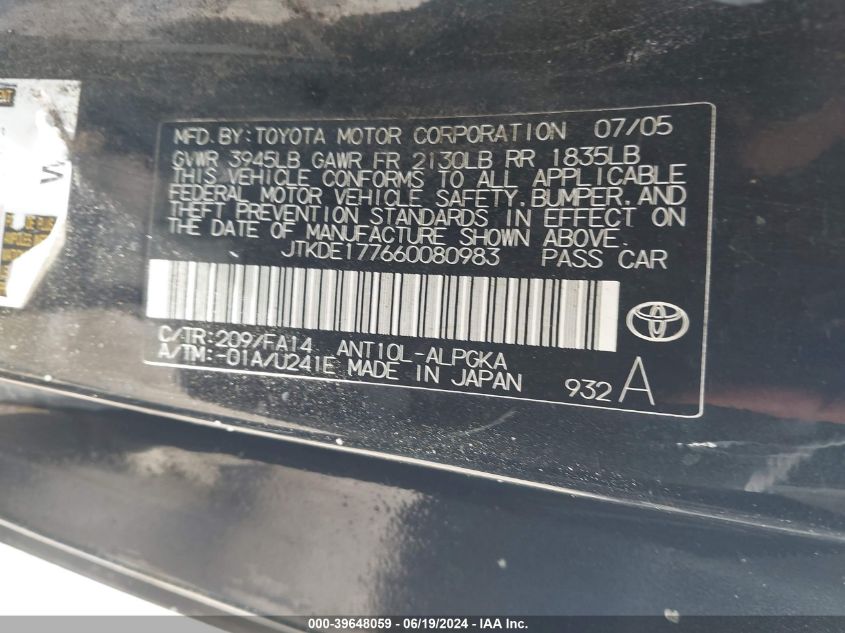 ENT
MFD. BY: TOYOTA MOTOR CORPORATION 07/05
GVWR 3945LB GAWR FR 2130LB RR 1835LB
THIS VEHICLE CONFORMS TO ALL APPLICABLE
FEDERAL MOTOR VEHICLE SAFETY, BUMPER, AND
THEFT PREVENTION STANDARDS IN EFFECT ON
THE DATE OF MANUFACTURE SHOWN ABOVE.
JTKDE177660080983 PASS CAR
C/TR: 209/FA14 ANT10L-ALPGKA
A/TM: -01A/U241E MADE IN JAPAN 932 A
000-39648059 - 06/19/2024 - IAA Inc.